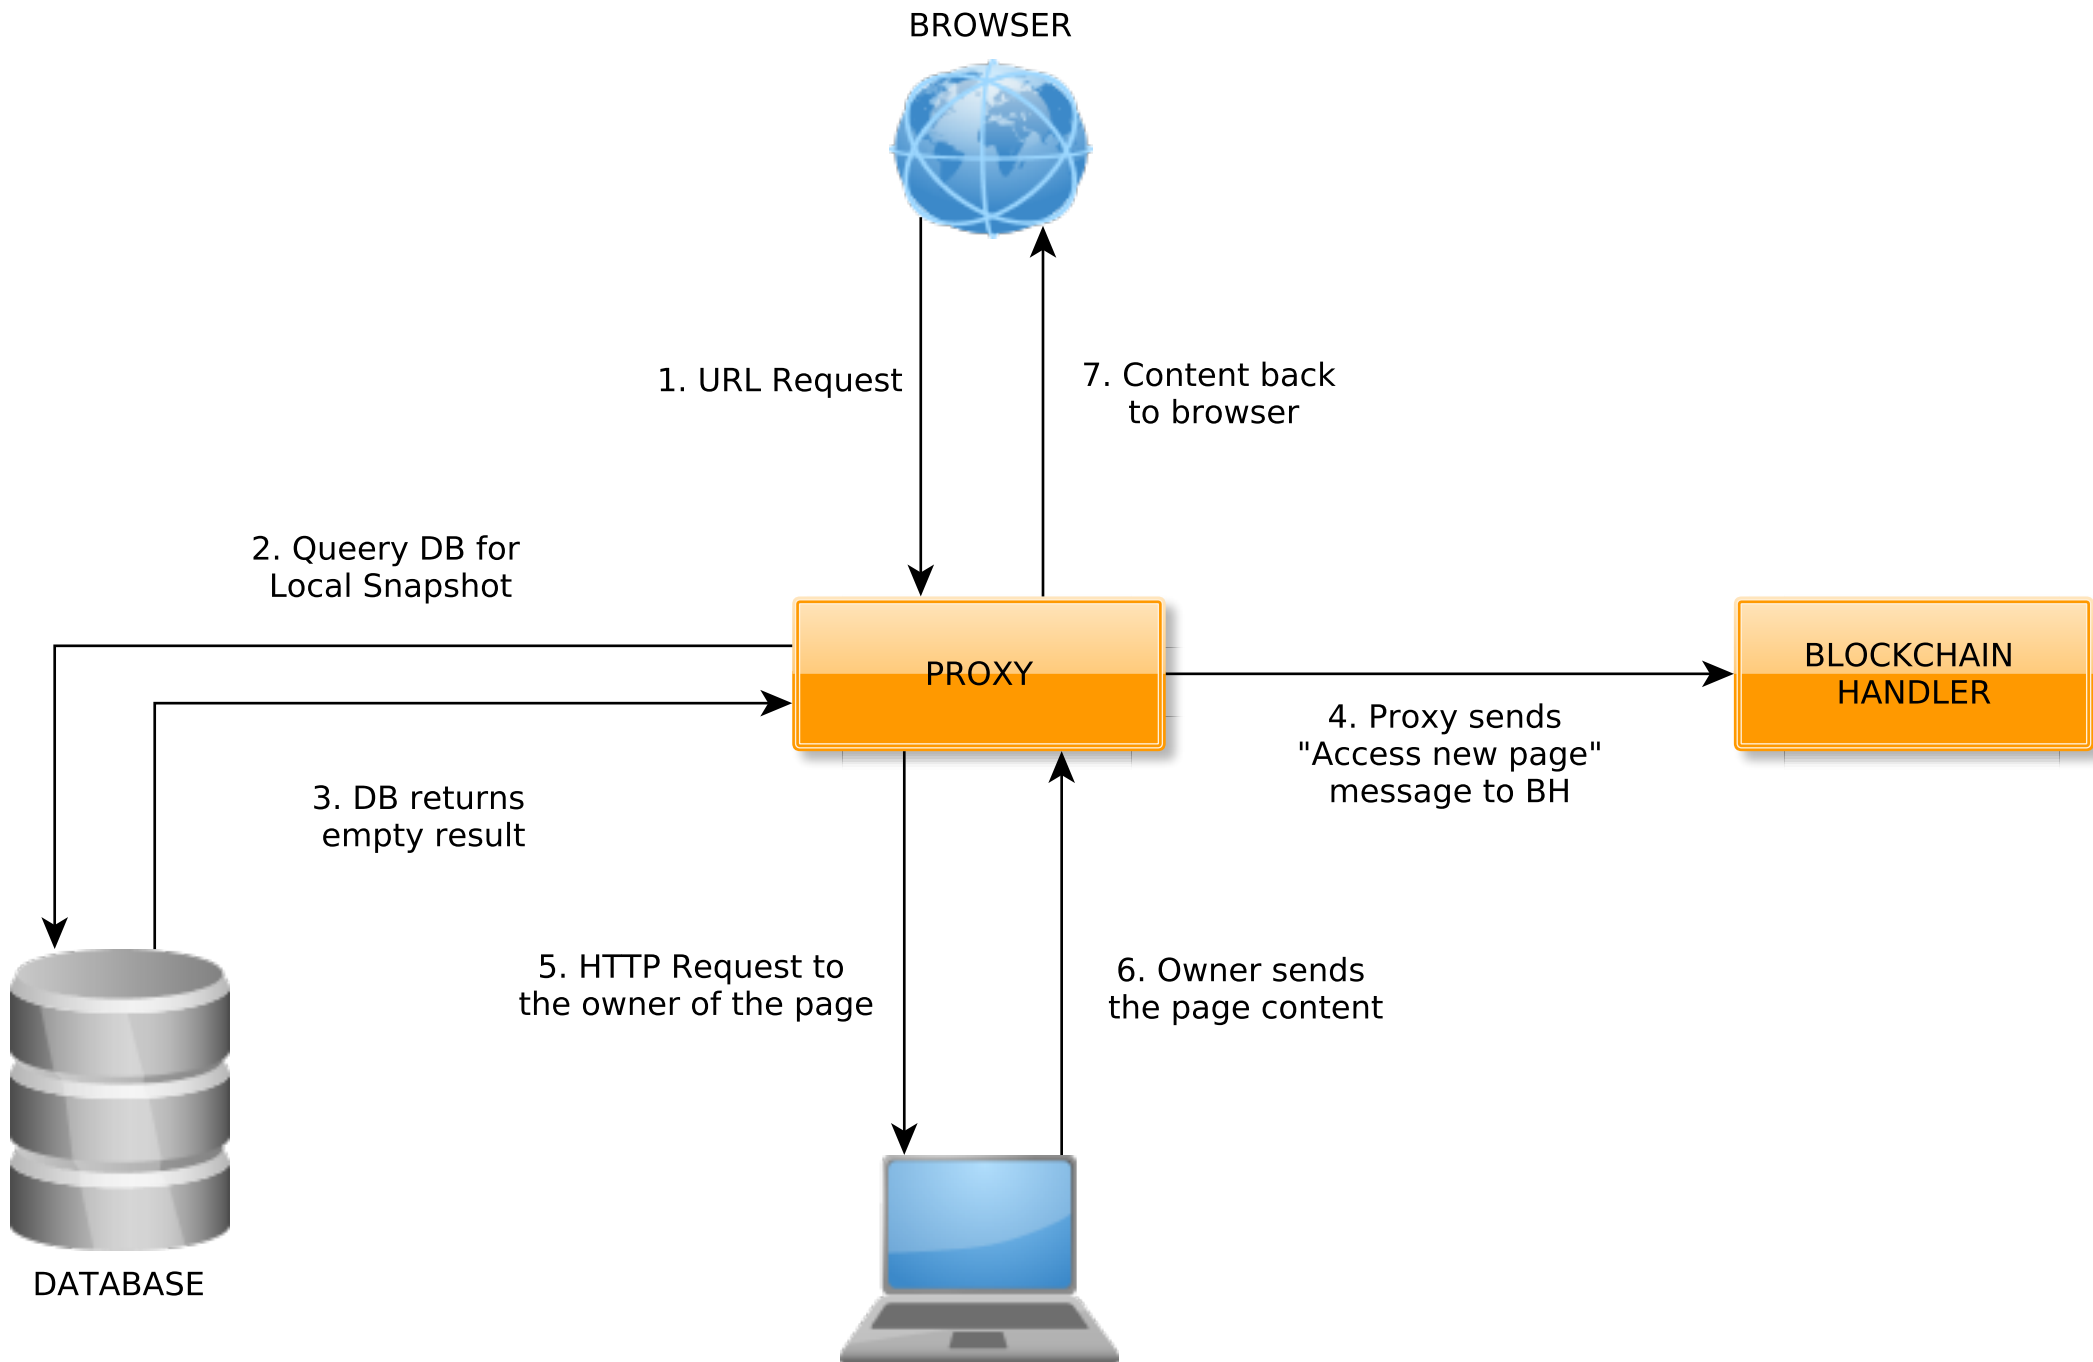 BROWSER
1. URL Request
7. Content back
to browser
2. Queery DB for
Local Snapshot
PROXY
BLOCKCHAIN
HANDLER
3. DB returns
empty result
4. Proxy sends
"Access new page"
message to BH
5. HTTP Request to
the owner of the page
6. Owner sends
the page content
DATABASE